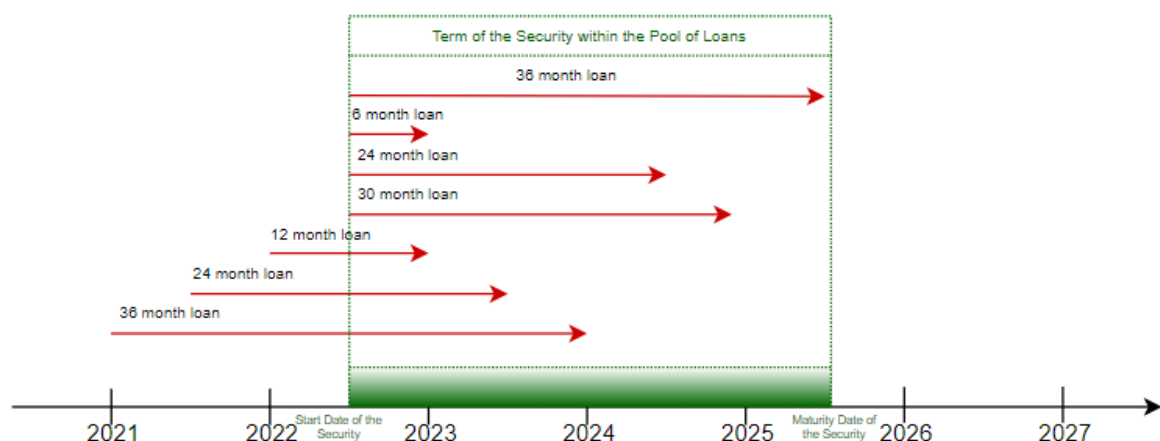 Term of the Security within the Pool of Loans
36 month loan
6 month loan
24 month loan
30 month loan
12 month loan
24 month loan
36 month loan
2021
2022
Start Date of the
Security
2023
2024
2025
Maturity Date of
the Security
2026
2027